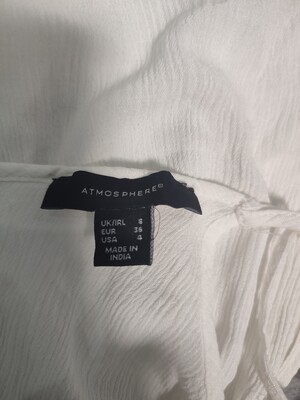 ATMOSPHERE®
UK/IRL 8
EUR 36
USA 4
MADE IN
INDIA